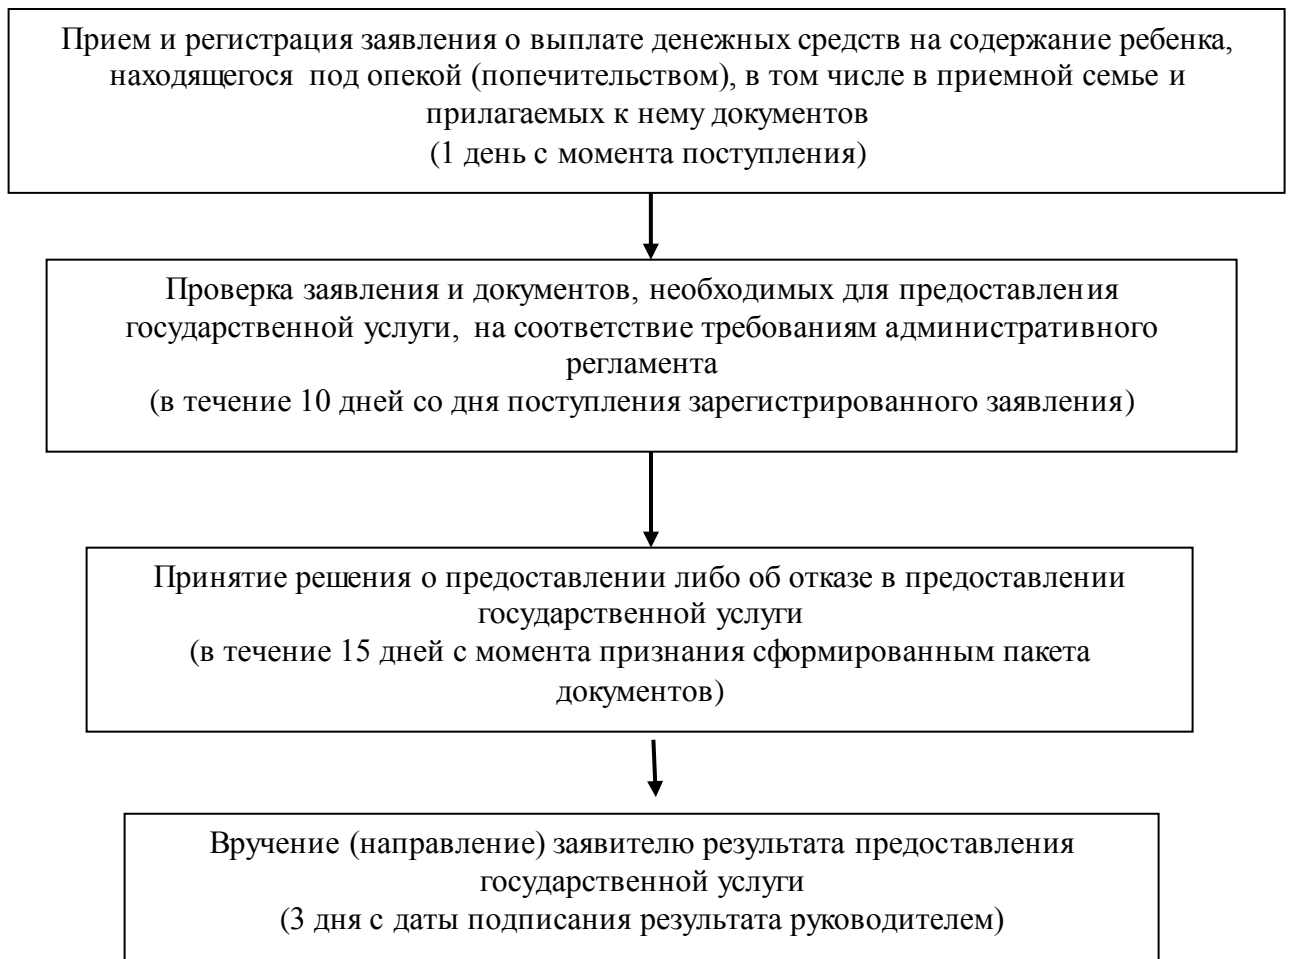 Прием и регистрация заявления о выплате денежных средств на содержание ребенка,
находящегося под опекой (попечительством), в том числе в приемной семье и
прилагаемых к нему документов
(1 день с момента поступления)
Проверка заявления и документов, необходимых для предоставления
государственной услуги, на соответствие требованиям административного
регламента
(в течение 10 дней со дня поступления зарегистрированного заявления)
Принятие решения о предоставлении либо об отказе в предоставлении
государственной услуги
(в течение 15 дней с момента признания сформированным пакета
документов)
Вручение (направление) заявителю результата предоставления
государственной услуги
(3 дня с даты подписания результата руководителем)